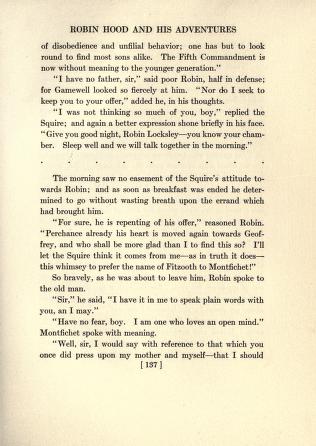 ROBIN HOOD AND HIS ADVENTURES
of disobedience and unfilial behavior; one has but to look
round to find most sons alike. The Fifth Commandment is
now without meaning to the younger generation."
"I have no father, sir," said poor Robin, half in defense;
for Gamewell looked so fiercely at him. "Nor do I seek to
keep you to your offer," added he, in his thoughts.
"I was not thinking so much of you, boy," replied the
Squire; and again a better expression shone briefly in his face.
"Give you good night, Robin Locksley—you know your cham-
ber. Sleep well and we will talk together in the morning."
. . . . . . . .
The morning saw no easement of the Squire's attitude to-
wards Robin; and as soon as breakfast was ended he deter-
mined to go without wasting breath upon the errand which
had brought him.
"For sure, he is repenting of his offer," reasoned Robin.
"Perchance already his heart is moved again towards Geof-
frey, and who shall be more glad than I to find this so? I'll
let the Squire think it comes from me—as in truth it does—
this whimsey to prefer the name of Fitzooth to Montfichet!"
So bravely, as he was about to leave him, Robin spoke to
the old man.
"Sir," he said, "I have it in me to speak plain words with
you, an I may."
"Have no fear, boy. I am one who loves an open mind."
Montfichet spoke with meaning.
"Well, sir, I would say with reference to that which you
once did press upon my mother and myself—that I should
[ 137 ]